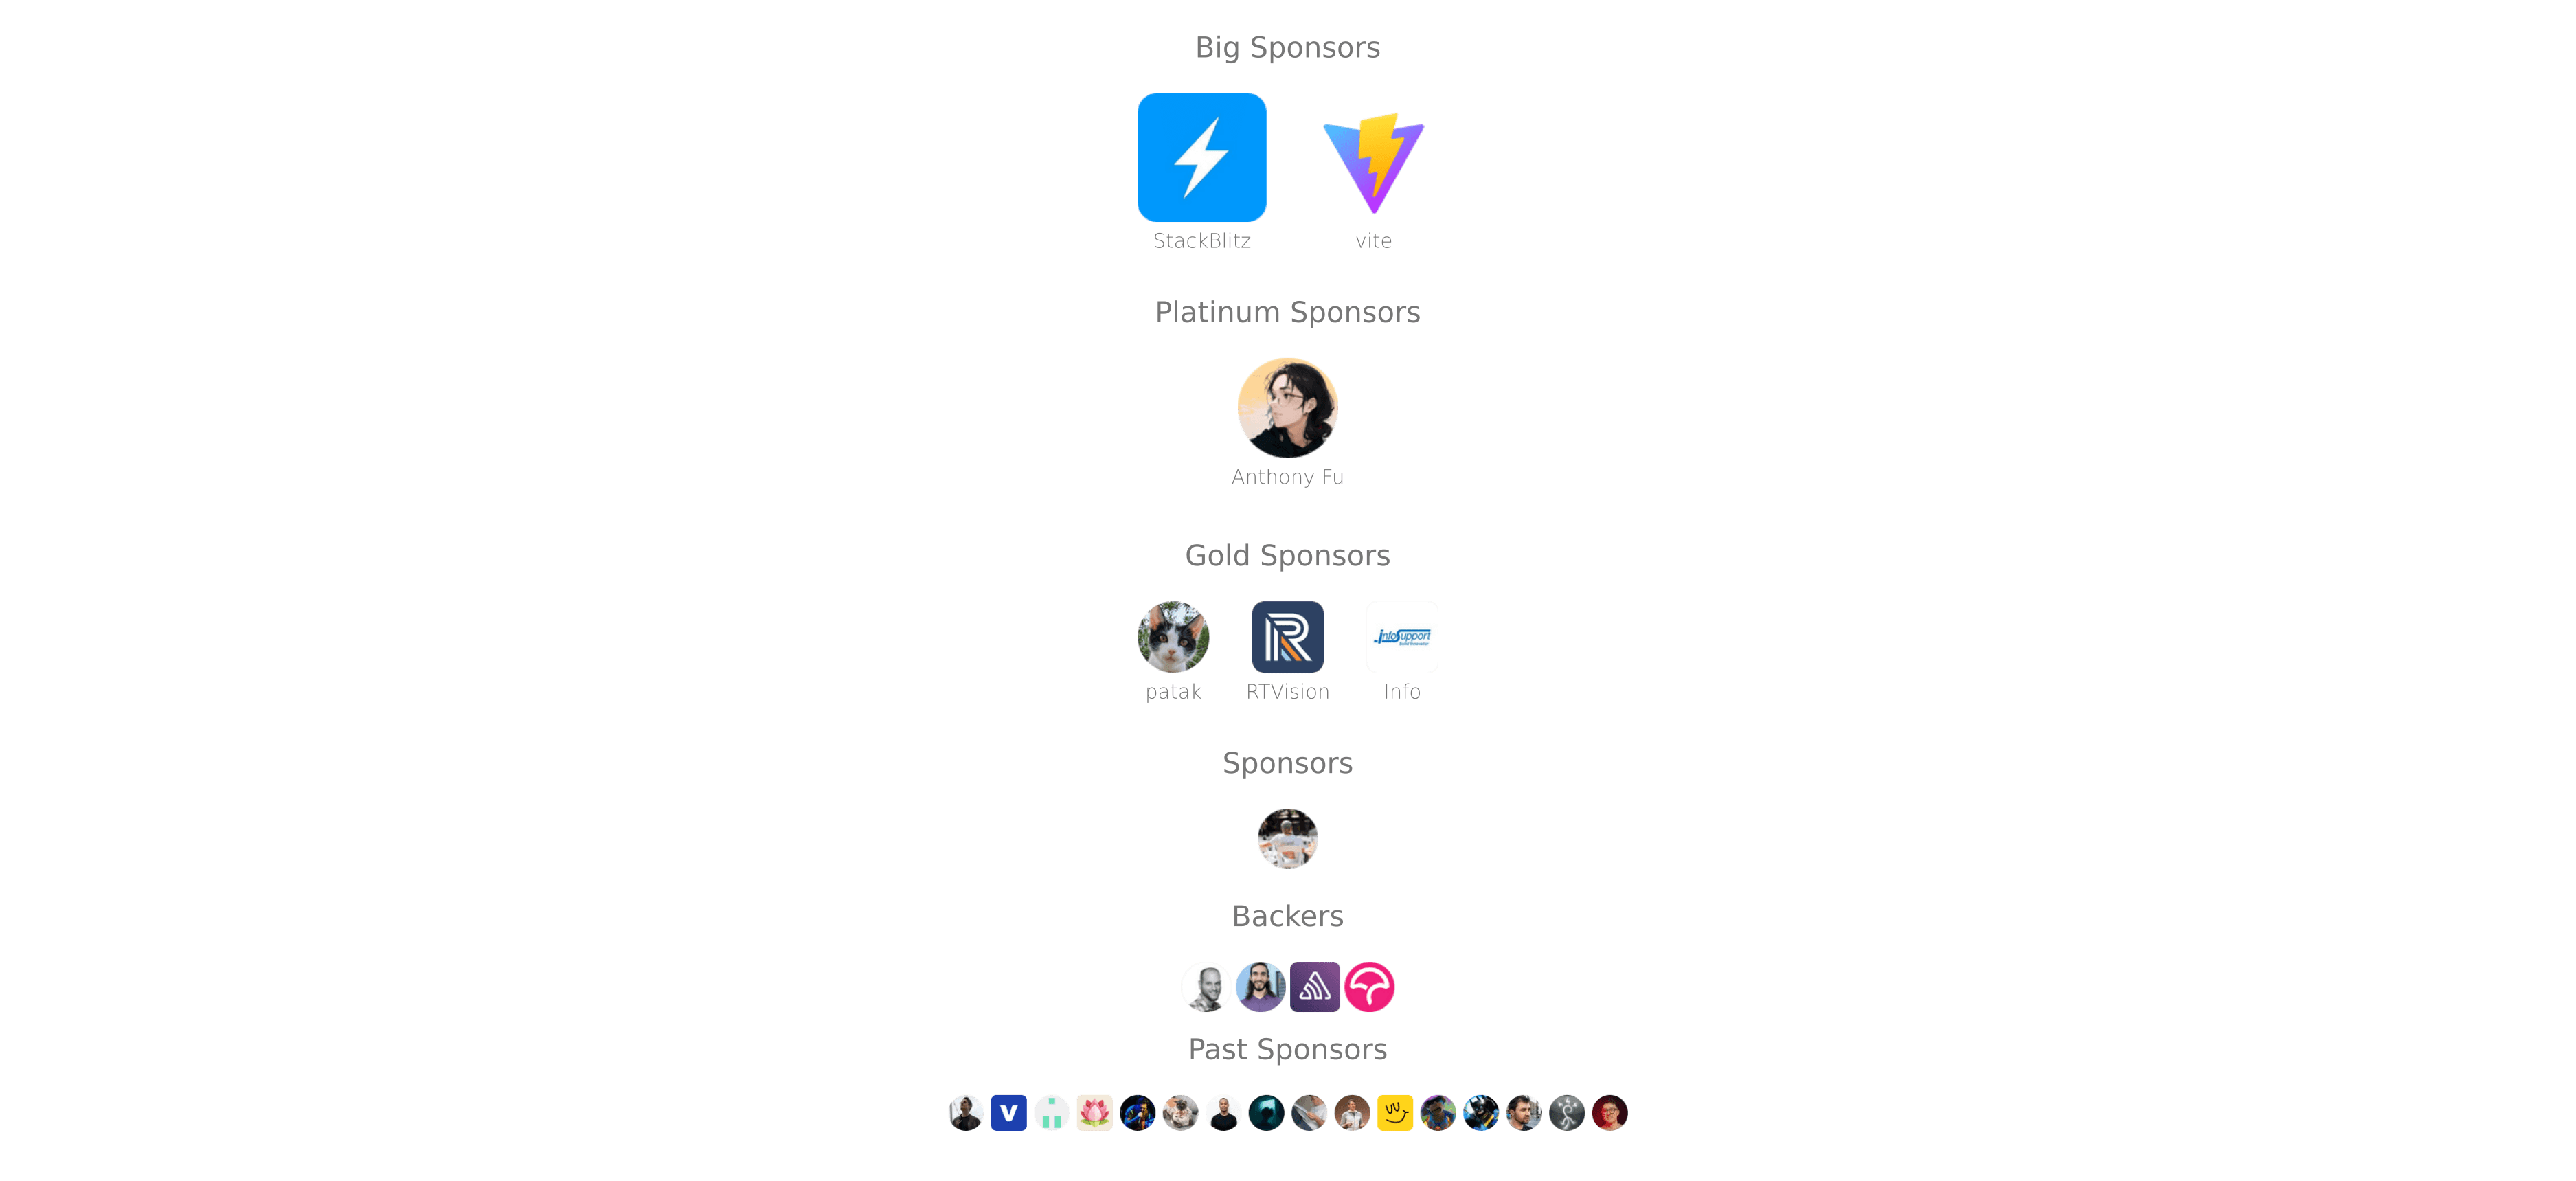 Big Sponsors
StackBlitz vite
Platinum Sponsors
Anthony Fu
Gold Sponsors
infoSupport
patak RTVision Info
Sponsors
Backers
Past Sponsors
V